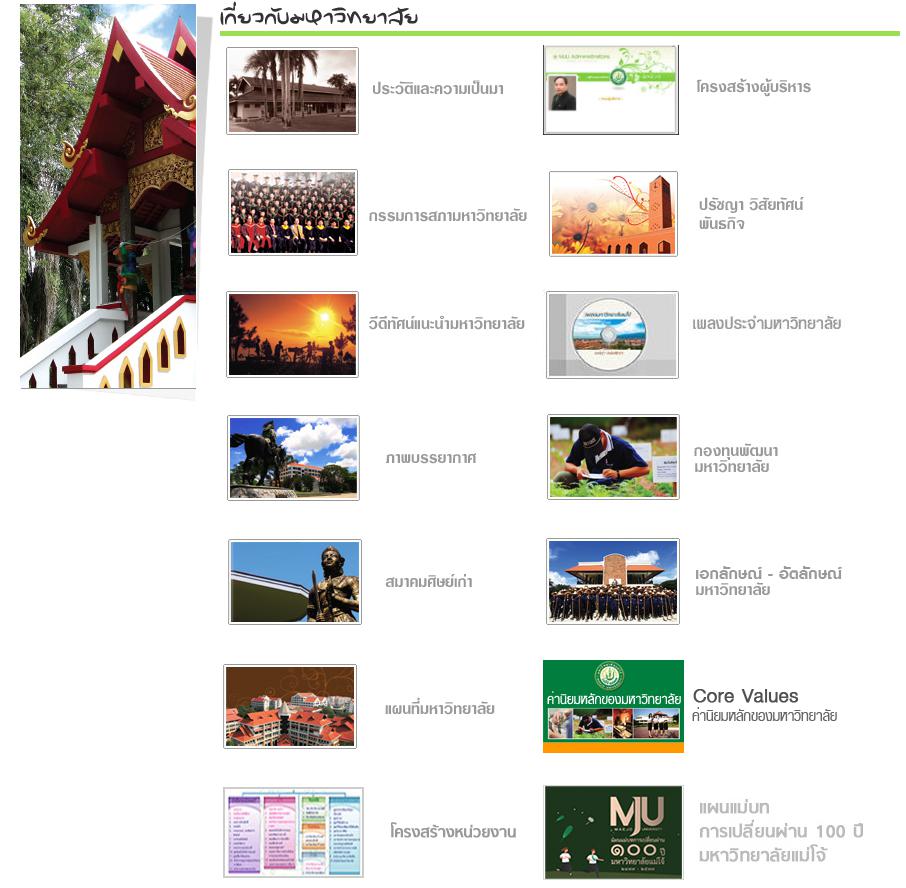 เกี่ยวกับมหาวิทยาลัย
ประวัติและความเป็นมา
MJU Administrators
โครงสร้างผู้บริหาร
กรรมการสภามหาวิทยาลัย
ปรัชญา วิสัยทัศน์
พันธกิจ
วีดีทัศน์แนะนำมหาวิทยาลัย
เพลงประจำมหาวิทยาลัย
ภาพบรรยากาศ
กองทุนพัฒนา
มหาวิทยาลัย
สมาคมศิษย์เก่า
เอกลักษณ์ - อัตลักษณ์
มหาวิทยาลัย
แผนที่มหาวิทยาลัย
ค่านิยมหลักของมหาวิทยาลัย
Core Values
ค่านิยมหลักของมหาวิทยาลัย
โครงสร้างหน่วยงาน
MJU
MAEJO UNIVERSITY
๑๐๐ ปี
มหาวิทยาลัยแม่โจ้
แผนแม่บท
การเปลี่ยนผ่าน 100 ปี
มหาวิทยาลัยแม่โจ้